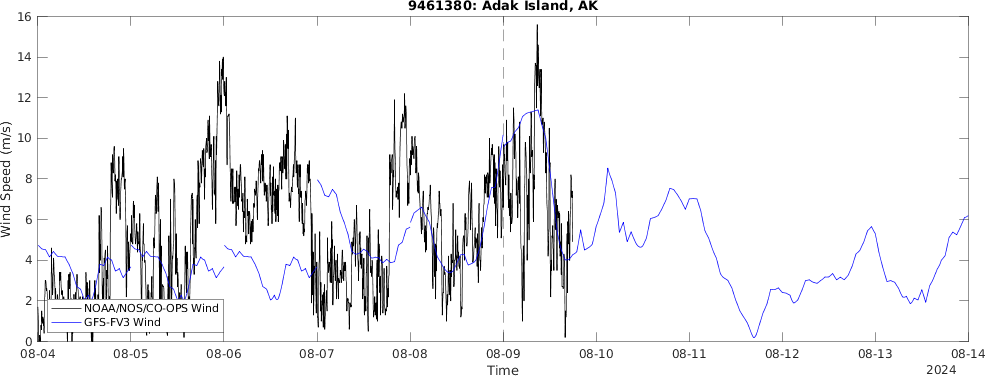 9461380: Adak Island, AK
Wind Speed (m/s)
16
14
12
10
8
6
4
2
0
NOAA/NOS/CO-OPS Wind
GFS-FV3 Wind
08-04 08-05 08-06 08-07 08-08 08-09 08-10 08-11 08-12 08-13 08-14
Time
2024